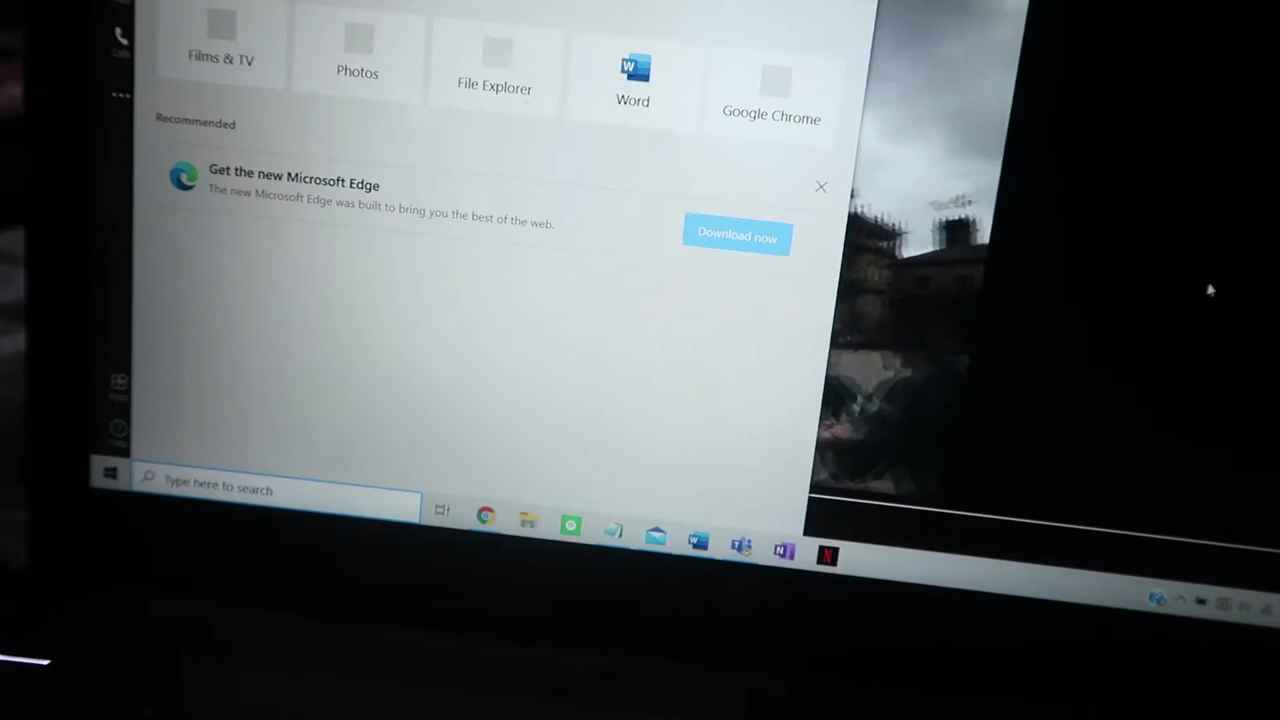 Films & TV
Photos
File Explorer
Word
Google Chrome
Recommended
Get the new Microsoft Edge
The new Microsoft Edge was built to bring you the best of the web.
Download now
Type here to search